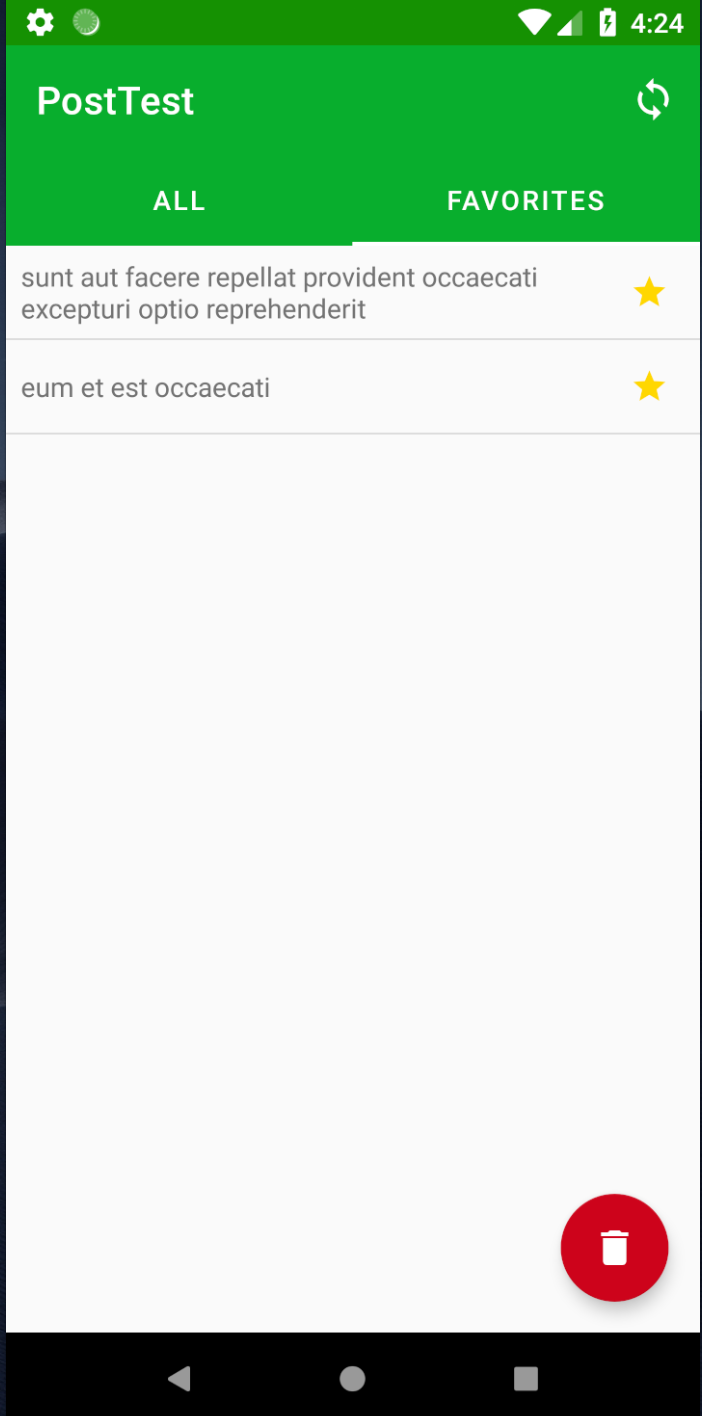 4:24
PostTest
ALL
FAVORITES
sunt aut facere repellat provident occaecati
excepturi optio reprehenderit
eum et est occaecati